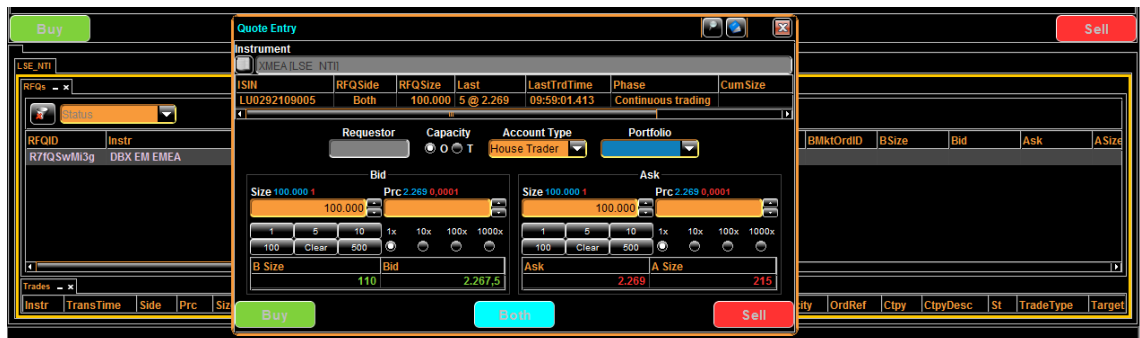 Buy
Quote Entry
Sell
Instrument
XMEA [LSE_NTI]
LSE_NTI
RFQs
ISIN RFQSide RFQSize Last LastTrdTime Phase CumSize
LU0292109005 Both 100.000 5 @ 2.269 09:59:01.413 Continuous trading
Status
Requestor Capacity Account Type Portfolio
O T House Trader
RFQID Instr BMktOrdID BSize Bid Ask ASize
R7fQSwMi3g DBX EM EMEA
Bid Ask
Size 100.000 1 Prc 2.269 0,0001 Size 100.000 1 Prc 2.269 0,0001
100.000 100.000
1 5 10 1x 10x 100x 1000x 1 5 10 1x 10x 100x 1000x
100 Clear 500 100 Clear 500
B Size Bid Ask A Size
110 2.267,5 2.269 215
Trades
Instr TransTime Side Prc Siz ity OrdRef Ctpy CtpyDesc St TradeType Target
Buy Both Sell